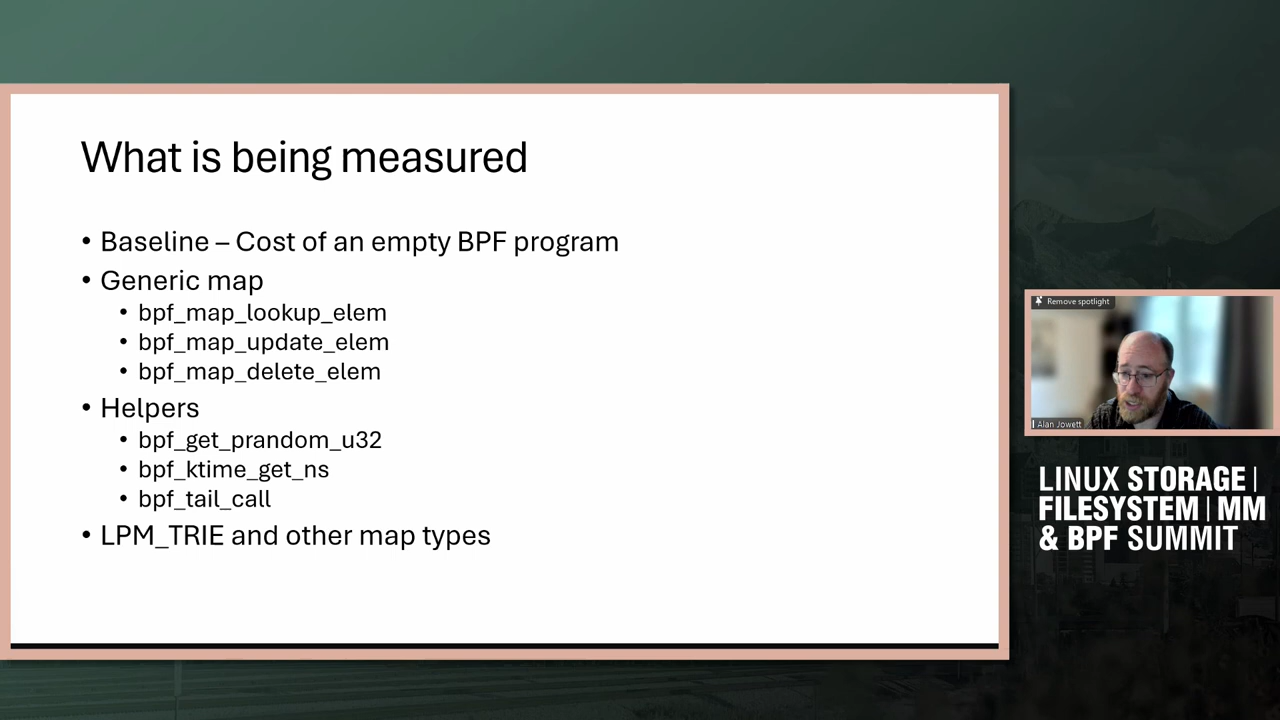 What is being measured
• Baseline – Cost of an empty BPF program
• Generic map
• bpf_map_lookup_elem
• bpf_map_update_elem
• bpf_map_delete_elem
• Helpers
• bpf_get_prandom_u32
• bpf_ktime_get_ns
• bpf_tail_call
• LPM_TRIE and other map types
Remove spotlight
Alan Jowett
LINUX STORAGE |
FILESYSTEM | MM
& BPF SUMMIT